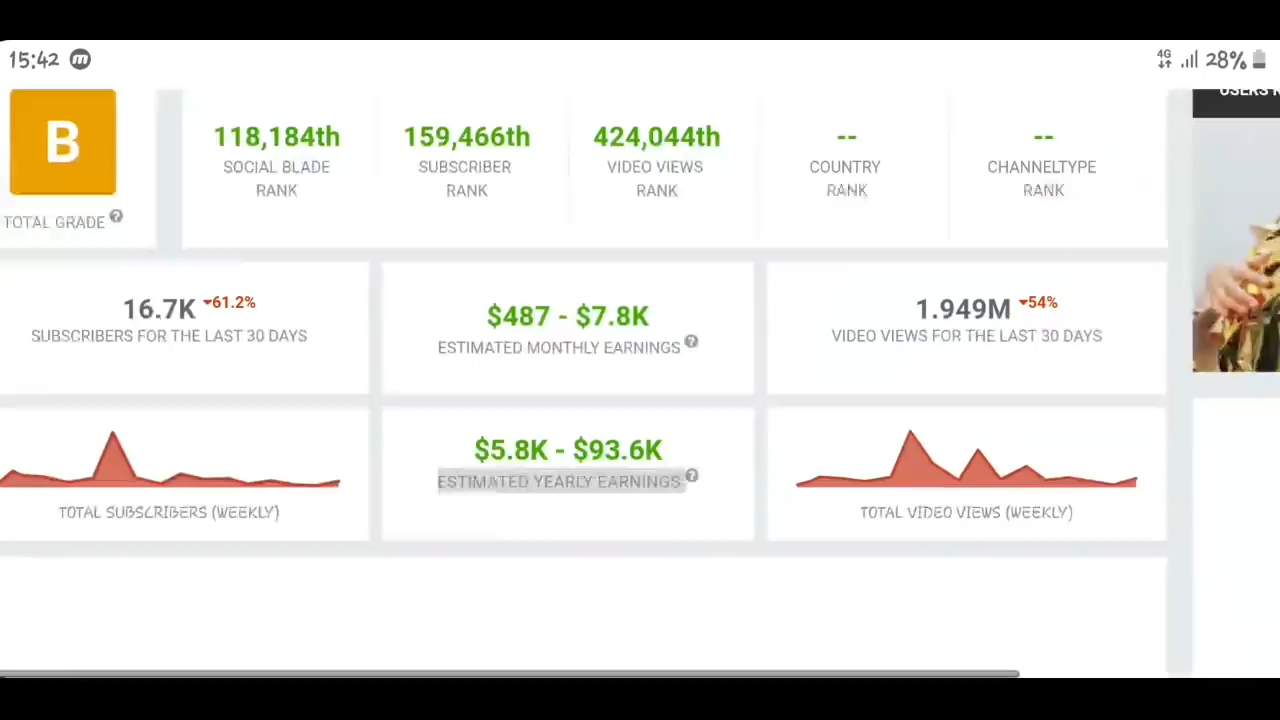 15:42 m 4G 28%
USERS
B
TOTAL GRADE ?
118,184th
SOCIAL BLADE
RANK
159,466th
SUBSCRIBER
RANK
424,044th
VIDEO VIEWS
RANK
--
COUNTRY
RANK
--
CHANNELTYPE
RANK
16.7K 61.2%
SUBSCRIBERS FOR THE LAST 30 DAYS
$487 - $7.8K
ESTIMATED MONTHLY EARNINGS ?
1.949M 54%
VIDEO VIEWS FOR THE LAST 30 DAYS
TOTAL SUBSCRIBERS (WEEKLY)
$5.8K - $93.6K
ESTIMATED YEARLY EARNINGS ?
TOTAL VIDEO VIEWS (WEEKLY)